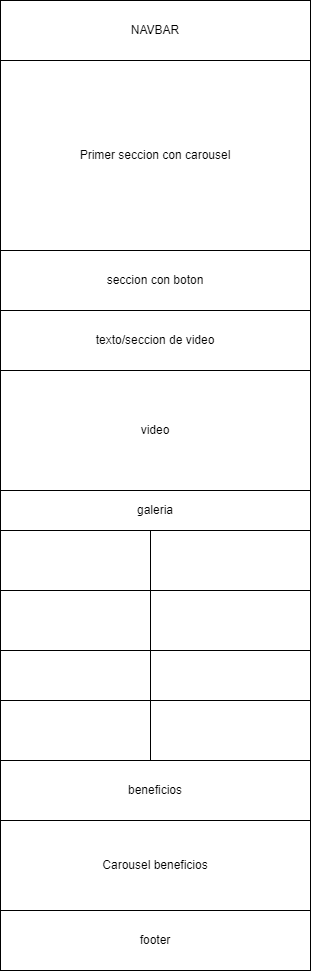 NAVBAR
Primer seccion con carousel
seccion con boton
texto/seccion de video
video
galeria
beneficios
Carousel beneficios
footer